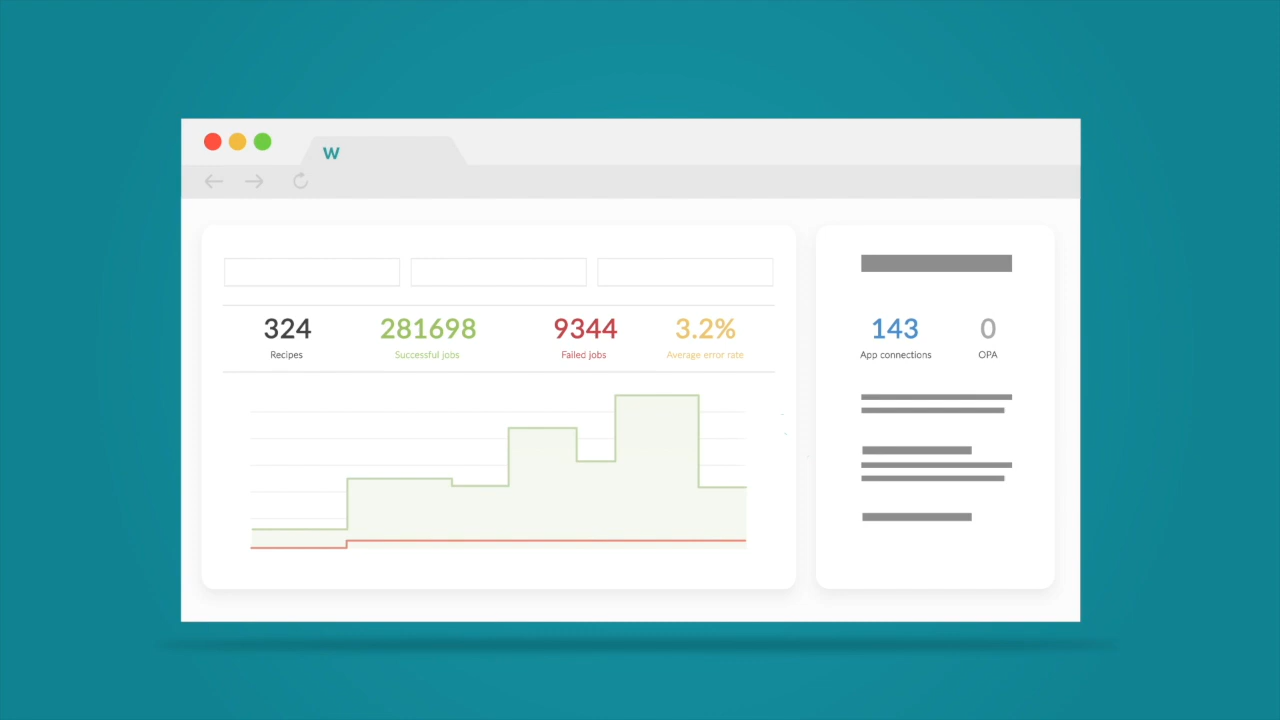 W
324 281698 9344 3.2% 143 0
Recipes Successful jobs Failed jobs Average error rate App connections OPA